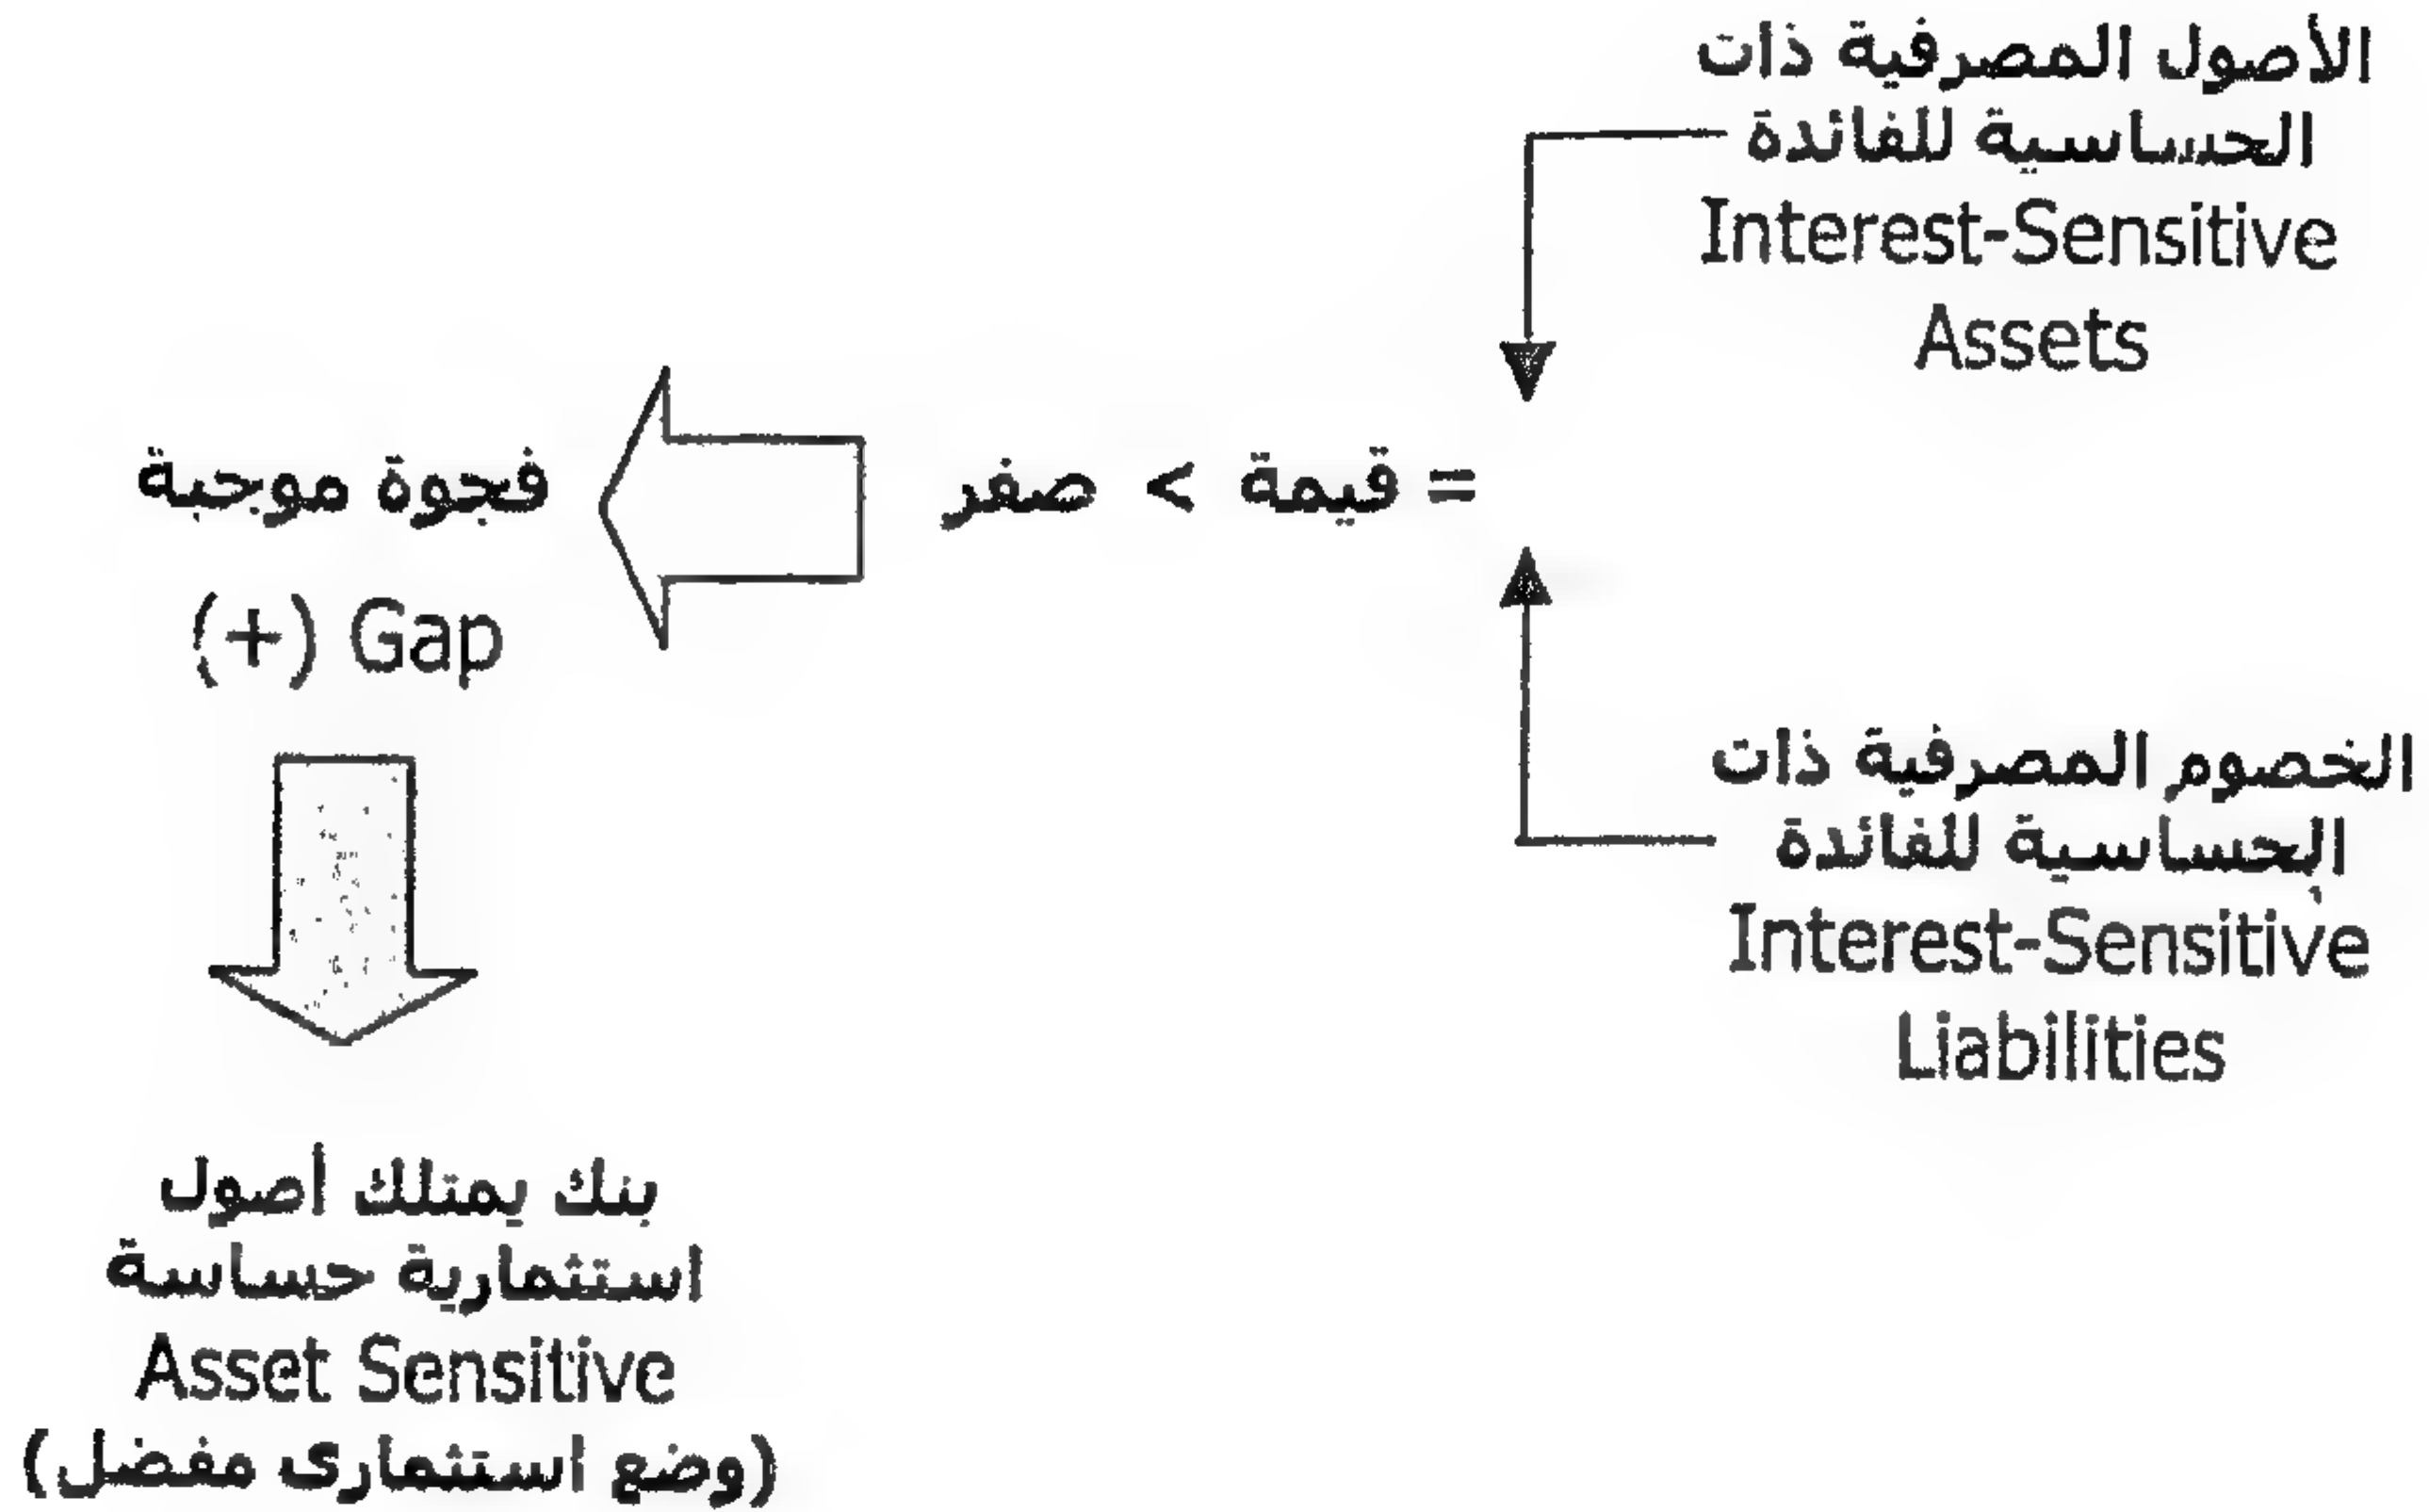 الأصول المصرفية ذات
الحساسية للفائدة
Interest-Sensitive
Assets
= قيمة > صفر
فجوة موجبة
(+) Gap
الخصوم المصرفية ذات
الحساسية للفائدة
Interest-Sensitive
Liabilities
بنك يمتلك أصول
استثمارية حساسة
Asset Sensitive
(وضع استثمارى مفضل)